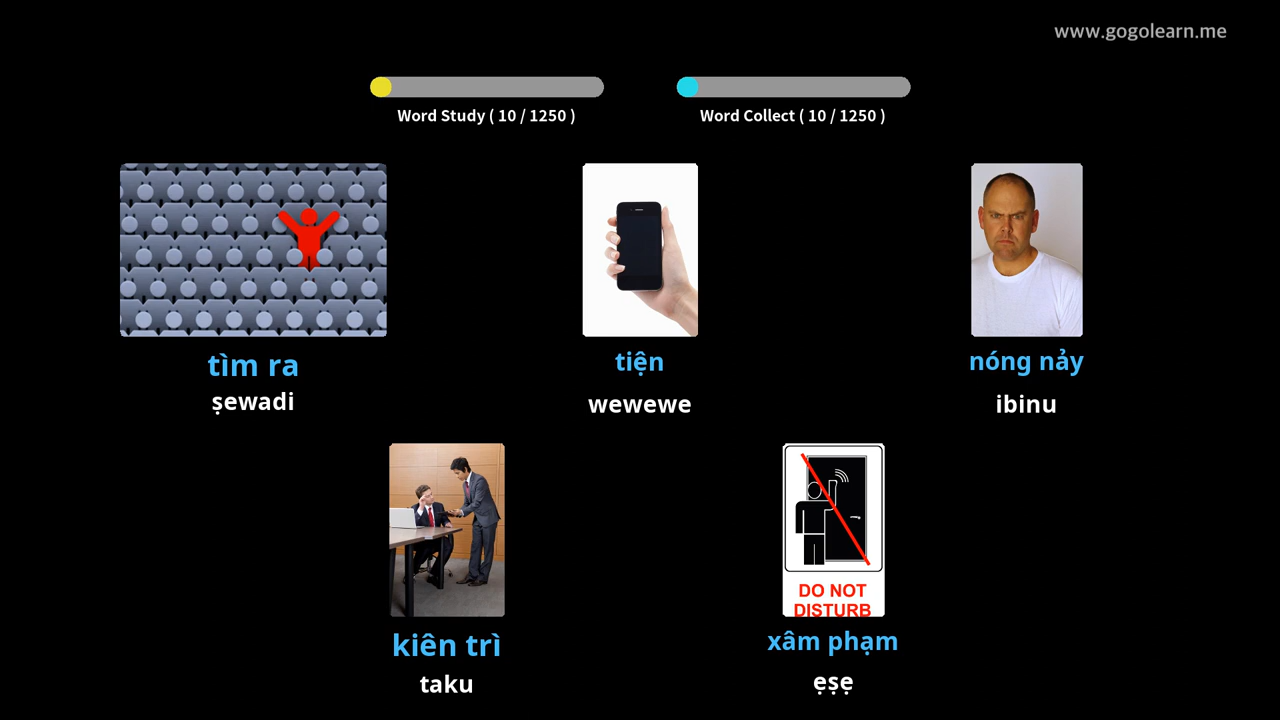 www.gogolearn.me
Word Study ( 10 / 1250 )
Word Collect ( 10 / 1250 )
tìm ra
ṣewadi
tiện
wewewe
nóng nảy
ibinu
kiên trì
taku
DO NOT
DISTURB
xâm phạm
ẹṣẹ